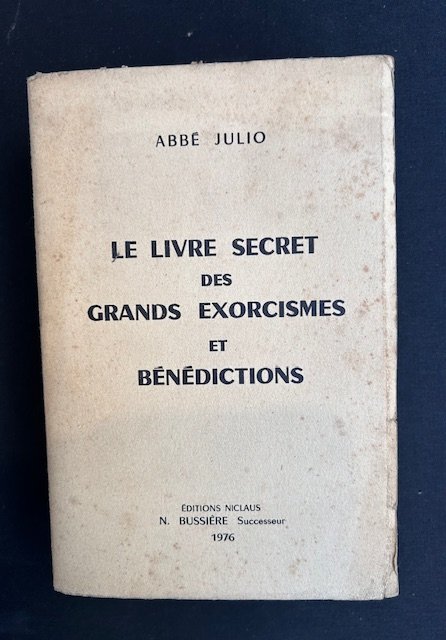 ABBÉ JULIO
LE LIVRE SECRET
DES
GRANDS EXORCISMES
ET
BÉNÉDICTIONS
ÉDITIONS NICLAUS
N. BUSSIÈRE Successeur
1976